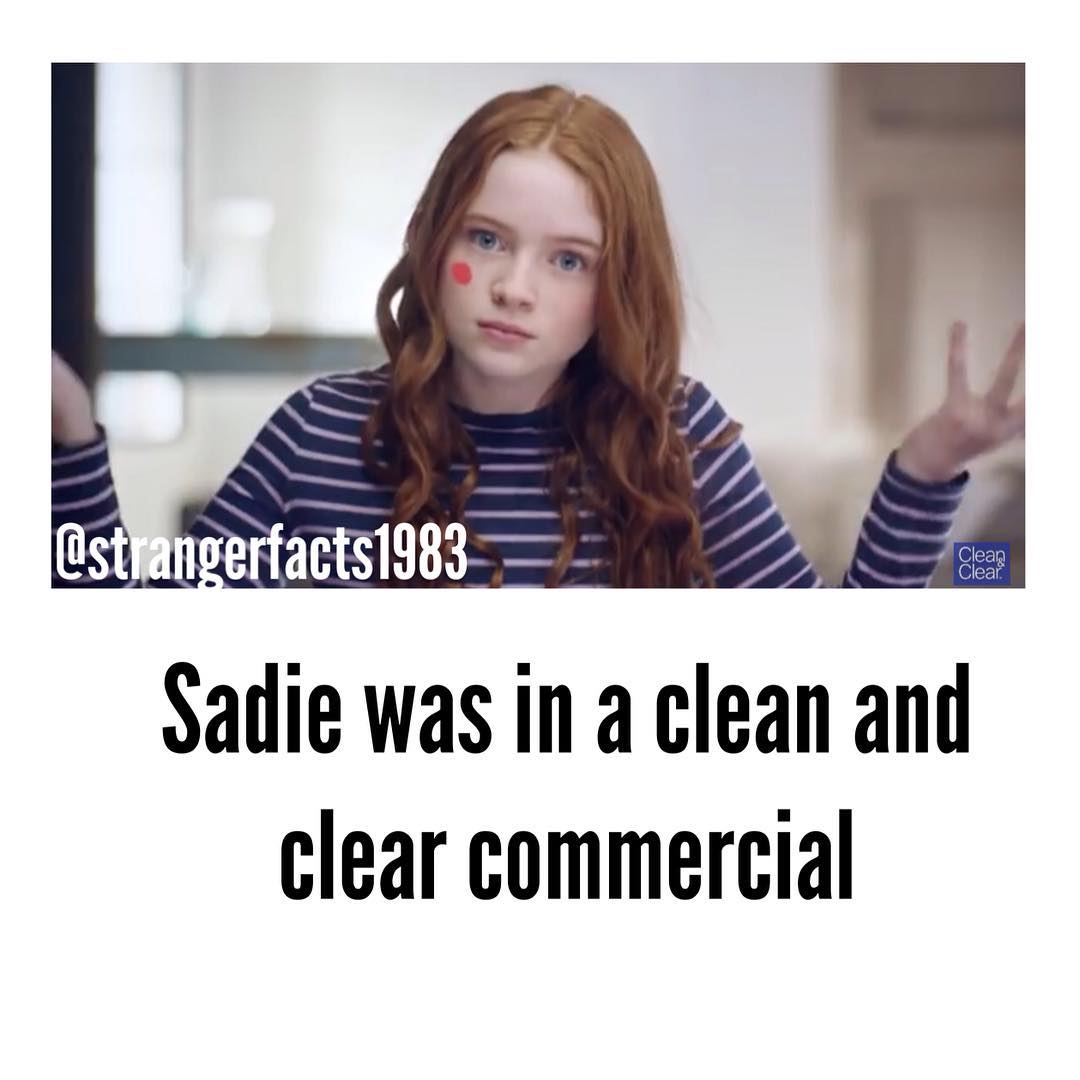 @strangerfacts1983
Clean
&
Clear.
Sadie was in a clean and
clear commercial